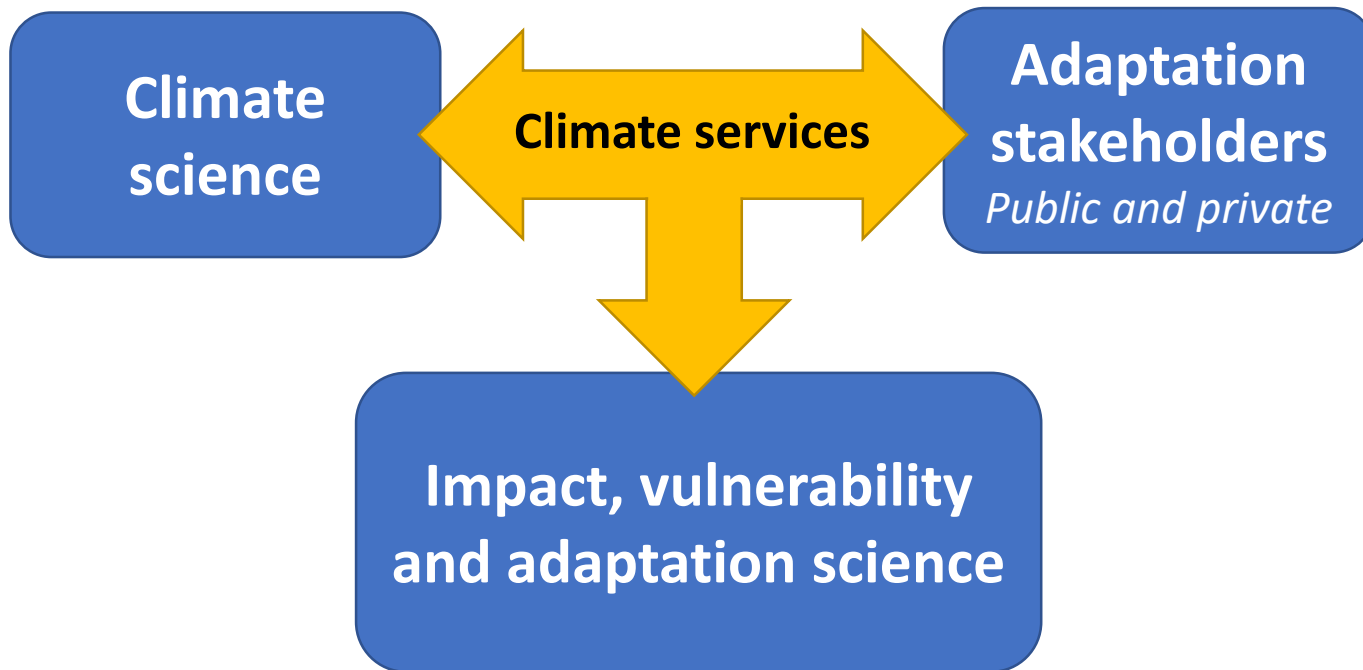 Climate
science
Climate services
Adaptation
stakeholders
Public and private
Impact, vulnerability
and adaptation science